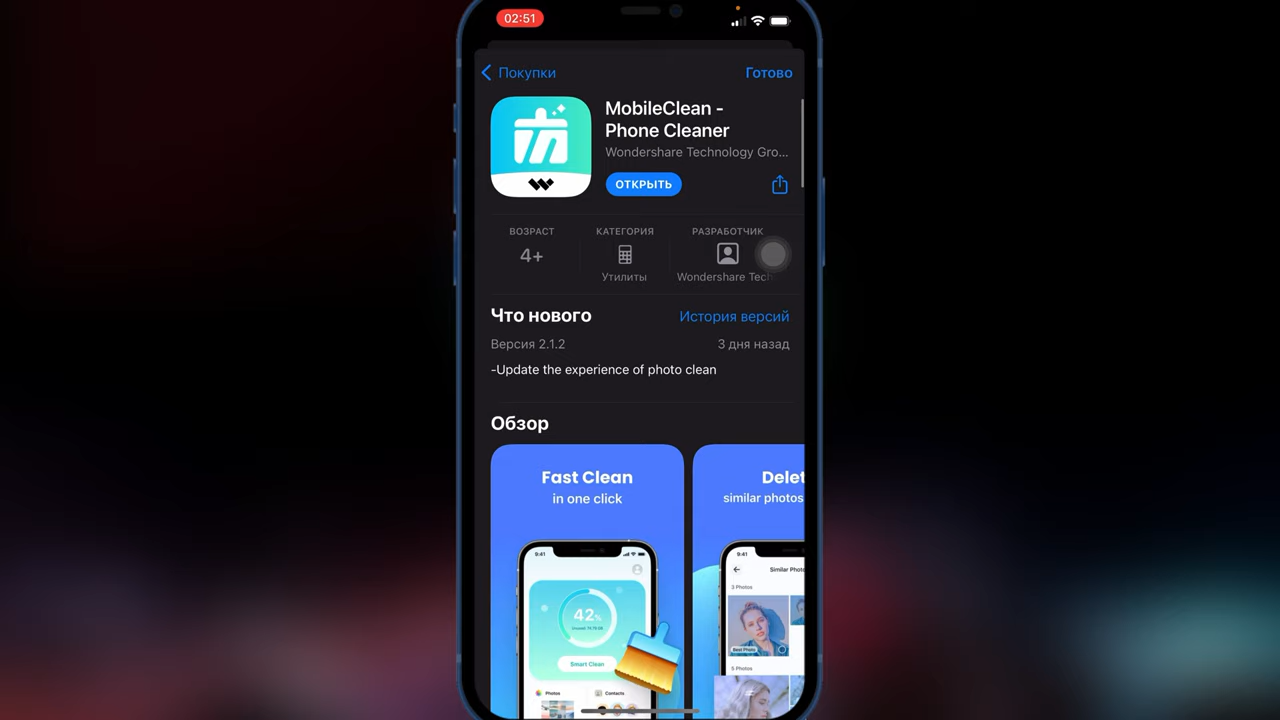 02:51
Покупки
Готово
MobileClean -
Phone Cleaner
Wondershare Technology Gro...
ОТКРЫТЬ
ВОЗРАСТ
КАТЕГОРИЯ
РАЗРАБОТЧИК
4+
Утилиты
Wondershare Tech
Что нового
История версий
Версия 2.1.2
3 дня назад
-Update the experience of photo clean
Обзор
Fast Clean
in one click
Delet
similar photos
9:41
9:41
Similar Photo
3 Photos
42%
Best Photo
Smart Clean
5 Photos
Photos
Contacts